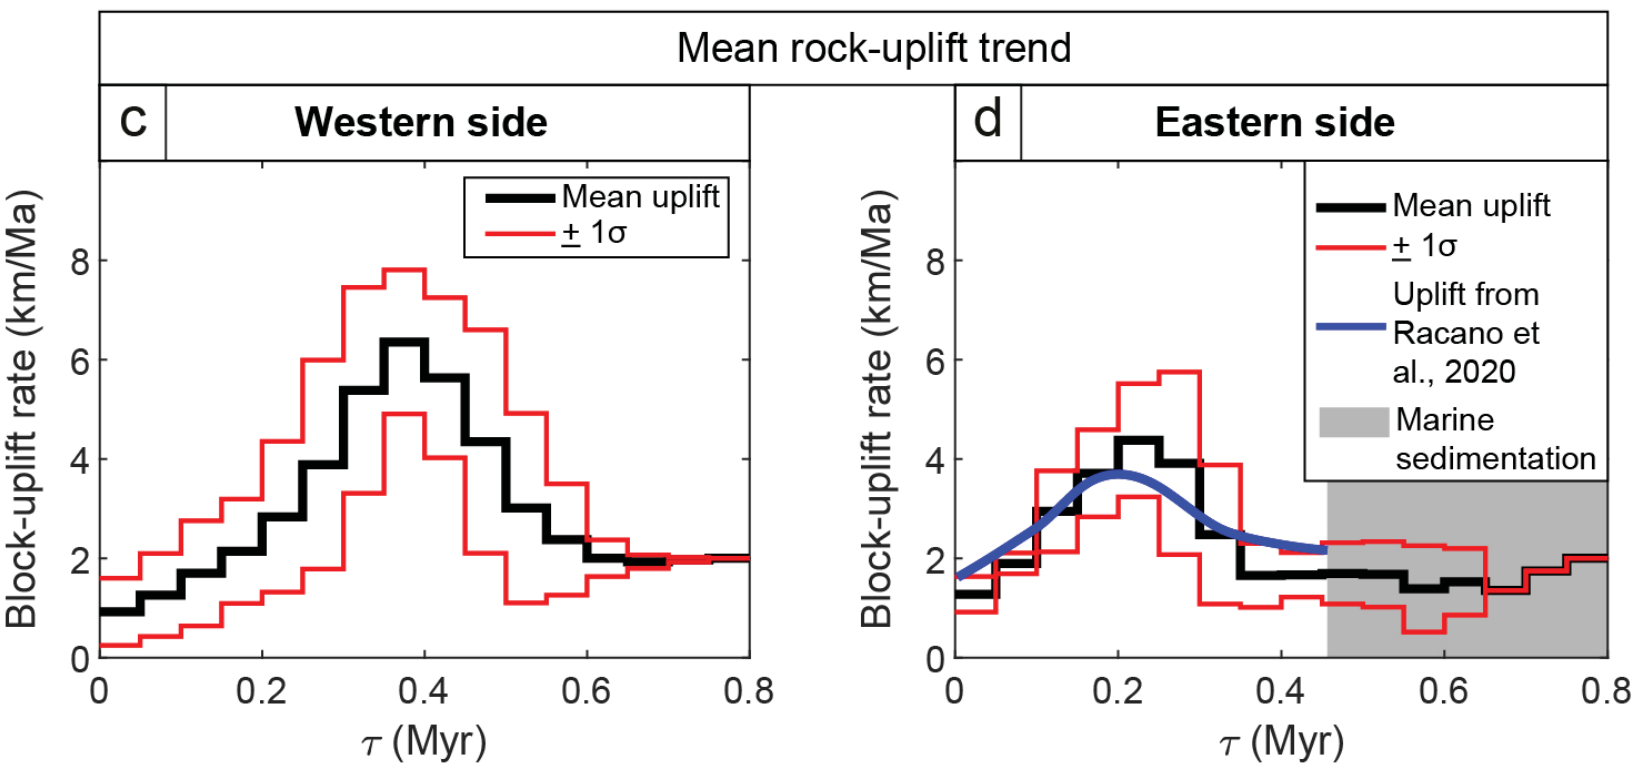 Mean rock-uplift trend
c
Western side
Block-uplift rate (km/Ma)
8
6
4
2
0
Mean uplift
± 1σ
0 0.2 0.4 0.6 0.8
τ (Myr)
d
Eastern side
Block-uplift rate (km/Ma)
8
6
4
2
0
Mean uplift
± 1σ
Uplift from
Racano et
al., 2020
Marine
sedimentation
0 0.2 0.4 0.6 0.8
τ (Myr)